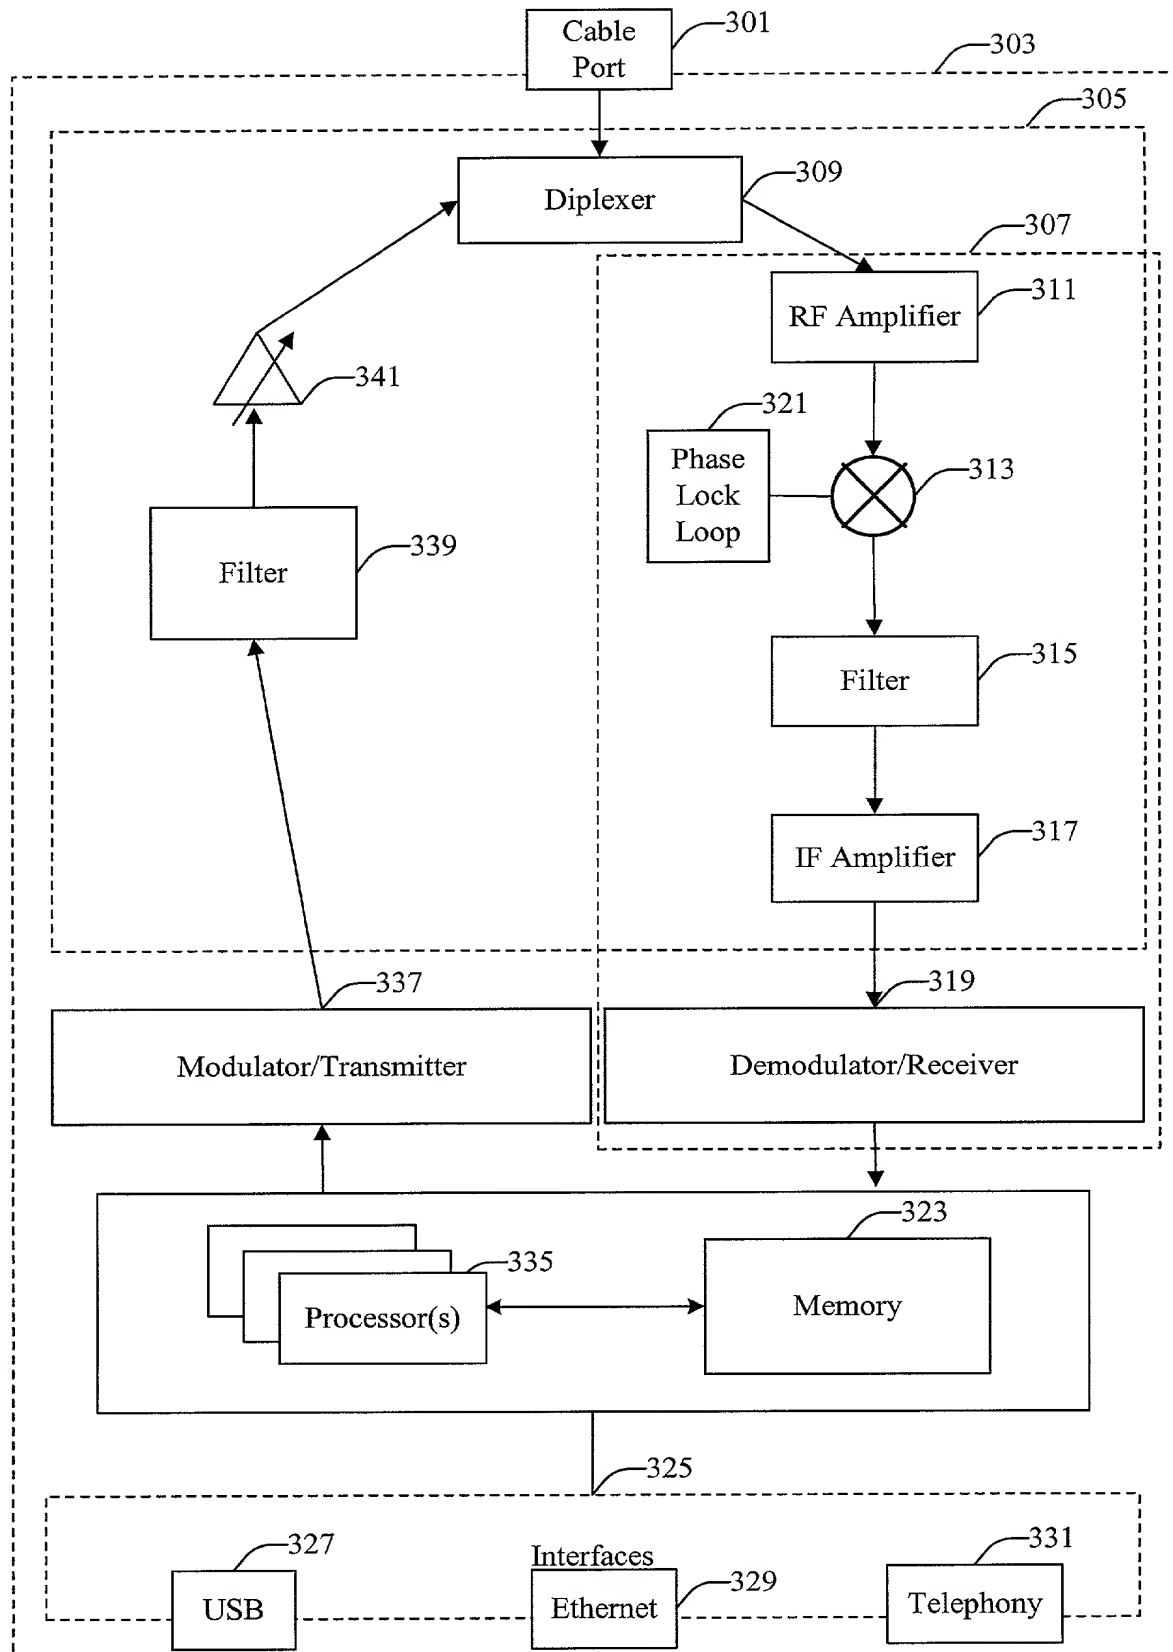 Cable
Port
301
303
305
Diplexer
309
307
RF Amplifier
311
341
321
Phase
Lock
Loop
313
Filter
339
Filter
315
IF Amplifier
317
337
319
Modulator/Transmitter
Demodulator/Receiver
323
335
Processor(s)
Memory
325
327
Interfaces
331
USB
Ethernet
329
Telephony